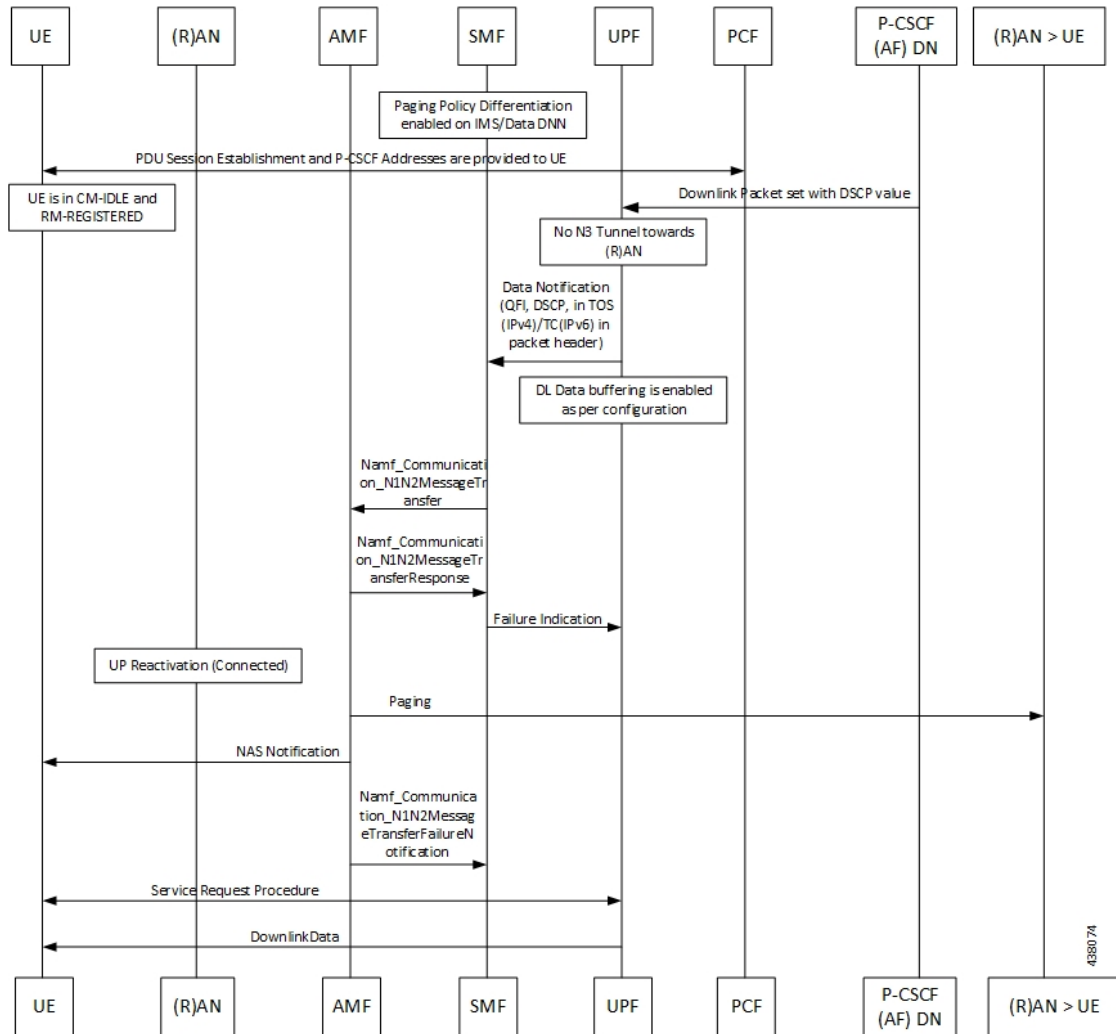 UE
(R)AN
AMF
SMF
UPF
PCF
P-CSCF
(AF) DN
(R)AN > UE
Paging Policy Differentiation
enabled on IMS/Data DNN
PDU Session Establishment and P-CSCF Addresses are provided to UE
UE is in CM-IDLE and
RM-REGISTERED
Downlink Packet set with DSCP value
No N3 Tunnel towards
(R)AN
Data Notification
(QFI, DSCP, in TOS
(IPv4)/TC(IPv6) in
packet header)
DL Data buffering is enabled
as per configuration
Namf_Communicati
on_N1N2MessageTr
ansfer
Namf_Communicati
on_N1N2MessageTr
ansferResponse
Failure Indication
UP Reactivation (Connected)
Paging
NAS Notification
Namf_Communica
tion_N1N2Messag
eTransferFailureN
otification
Service Request Procedure
Downlink Data
438074
UE
(R)AN
AMF
SMF
UPF
PCF
P-CSCF
(AF) DN
(R)AN > UE